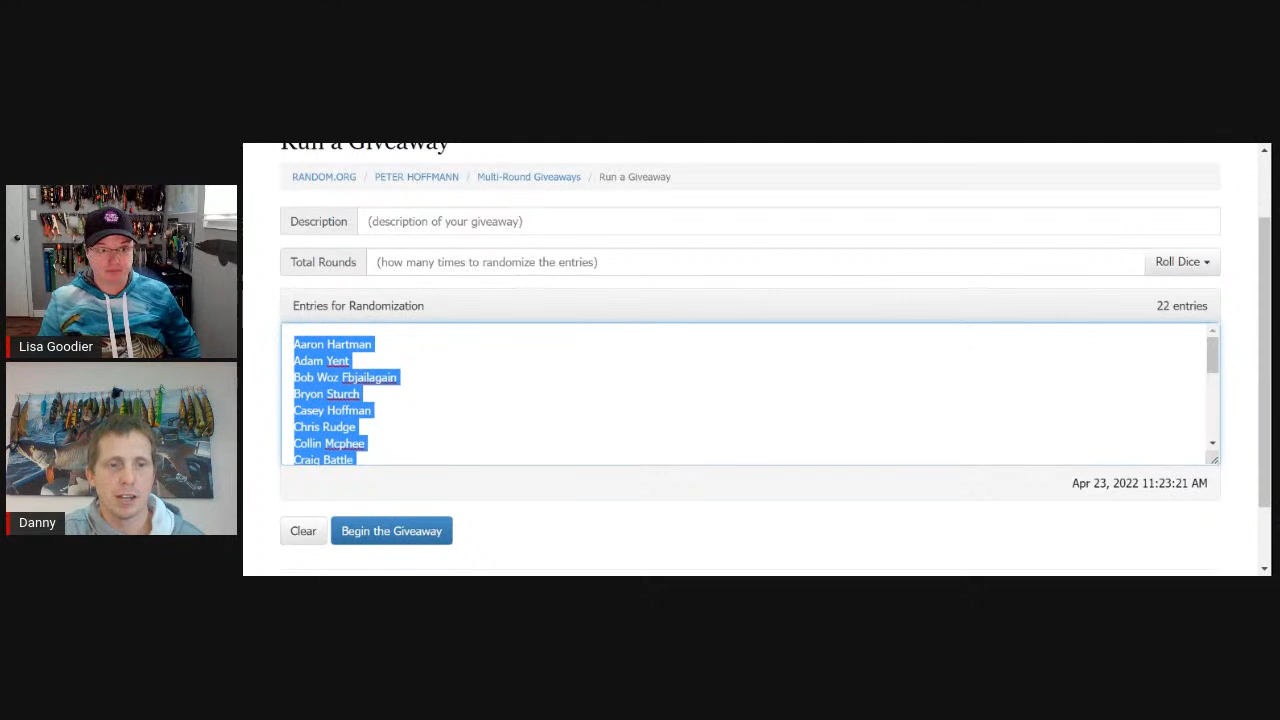 Run a Giveaway
RANDOM.ORG / PETER HOFFMANN / Multi-Round Giveaways / Run a Giveaway
Description (description of your giveaway)
Total Rounds (how many times to randomize the entries) Roll Dice
Entries for Randomization 22 entries
Aaron Hartman
Adam Yent
Bob Woz Fbjailagain
Bryon Sturch
Casey Hoffman
Chris Rudge
Collin Mcphee
Craig Battle
Apr 23, 2022 11:23:21 AM
Clear Begin the Giveaway
Lisa Goodier
Danny